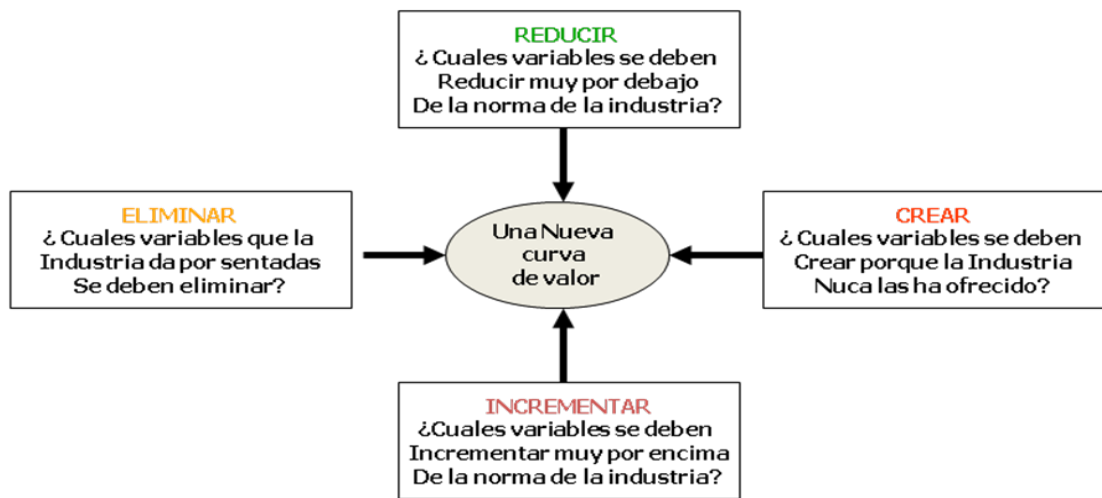 REDUCIR
¿ Cuales variables se deben
Reducir muy por debajo
De la norma de la industria?
ELIMINAR
¿ Cuales variables que la
Industria da por sentadas
Se deben eliminar?
Una Nueva
curva
de valor
CREAR
¿ Cuales variables se deben
Crear porque la Industria
Nuca las ha ofrecido?
INCREMENTAR
¿Cuales variables se deben
Incrementar muy por encima
De la norma de la industria?